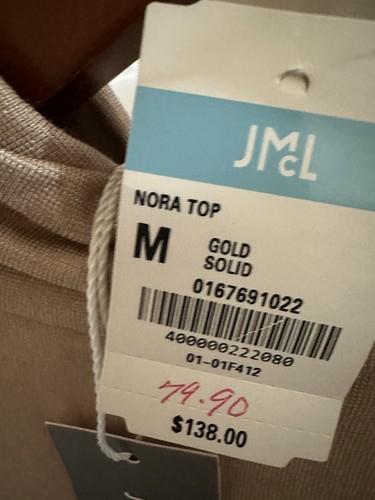 JMcL
NORA TOP
M
GOLD
SOLID
0167691022
400000222080
01-01F412
79.90
$138.00